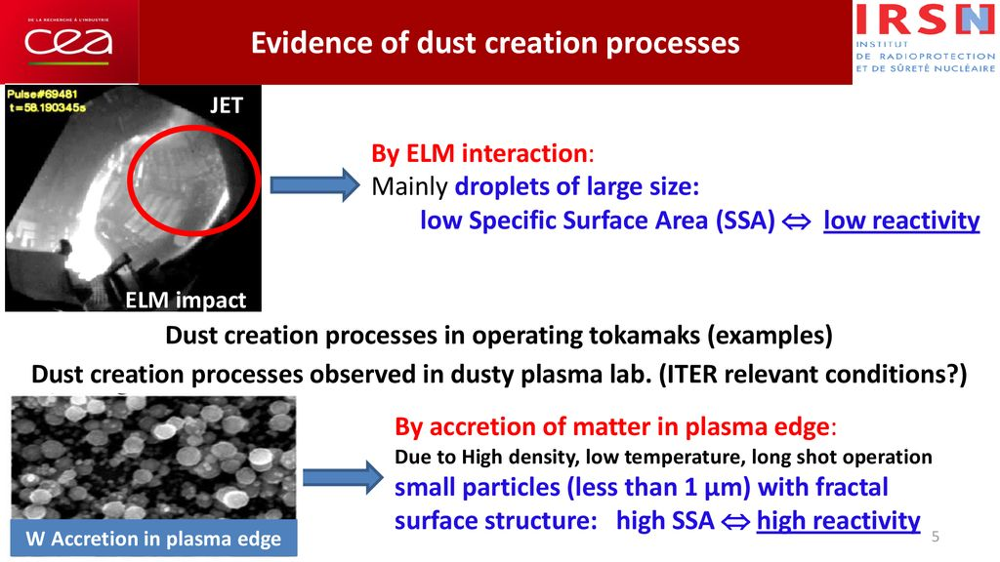 DE LA RECHERCHE À L'INDUSTRIE
cea
Evidence of dust creation processes
IRSN
INSTITUT
DE RADIOPROTECTION
ET DE SÛRETÉ NUCLÉAIRE
Pulse#69481
t=58.190345s
JET
By ELM interaction:
Mainly droplets of large size:
low Specific Surface Area (SSA) ⇔ low reactivity
ELM impact
Dust creation processes in operating tokamaks (examples)
Dust creation processes observed in dusty plasma lab. (ITER relevant conditions?)
By accretion of matter in plasma edge:
Due to High density, low temperature, long shot operation
small particles (less than 1 µm) with fractal
surface structure: high SSA ⇔ high reactivity
W Accretion in plasma edge
5